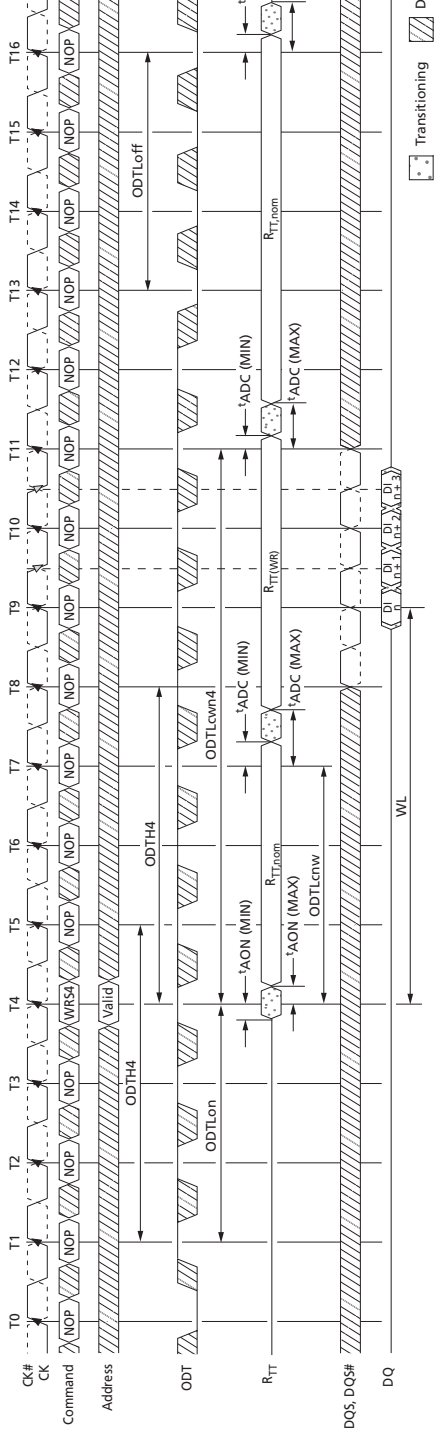 T0 T1 T2 T3 T4 T5 T6 T7 T8 T9 T10 T11 T12 T13 T14 T15 T16
CK#
CK
Command NOP NOP NOP NOP WRS4 NOP NOP NOP NOP NOP NOP NOP NOP NOP NOP NOP NOP
Address Valid
ODTH4 ODTH4 ODTLoff
ODT
ODTLon ODTLcwn4
tAON (MIN) tADC (MIN) tADC (MIN) t
RTT RTT,nom RTT(WR) RTT,nom
tAON (MAX) tADC (MAX) tADC (MAX)
ODTLcnw
DQS, DQS#
WL
DQ DI n DI n + 1 DI n + 2 DI n + 3
Transitioning D